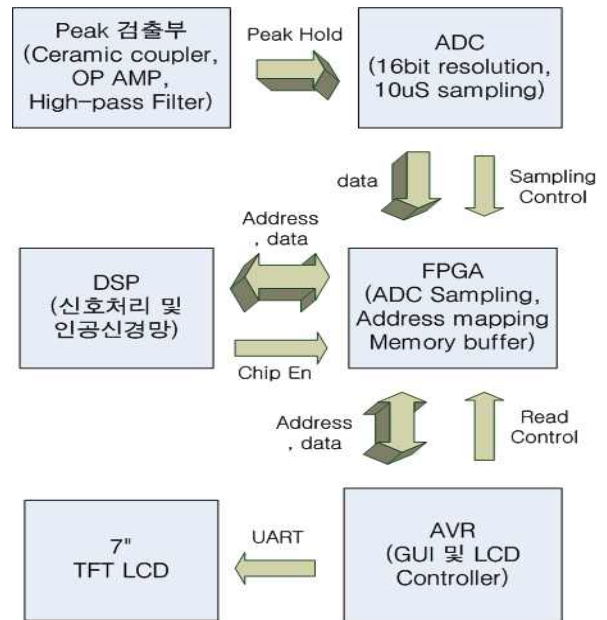 Peak 검출부
(Ceramic coupler,
OP AMP,
High-pass Filter)
Peak Hold
ADC
(16bit resolution,
10uS sampling)
data
Sampling
Control
Address
, data
DSP
(신호처리 및
인공신경망)
FPGA
(ADC Sampling,
Address mapping
Memory buffer)
Chip En
Address
, data
Read
Control
7"
TFT LCD
UART
AVR
(GUI 및 LCD
Controller)